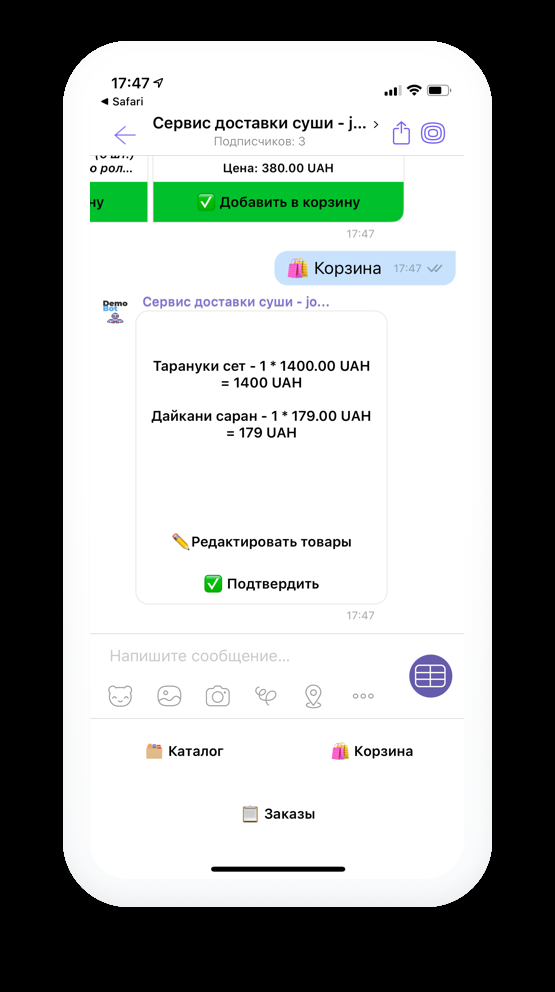 17:47
◀ Safari
Сервис доставки суши - j... >
Подписчиков: 3
о рол...
Цена: 380.00 UAH
ну
✅ Добавить в корзину
17:47
🛍️ Корзина 17:47
Demo
Bot
Сервис доставки суши - jo...
Тарануки сет - 1 * 1400.00 UAH
= 1400 UAH
Дайкани саран - 1 * 179.00 UAH
= 179 UAH
✏️Редактировать товары
✅ Подтвердить
17:47
Напишите сообщение...
🗂️ Каталог
🛍️ Корзина
📋 Заказы